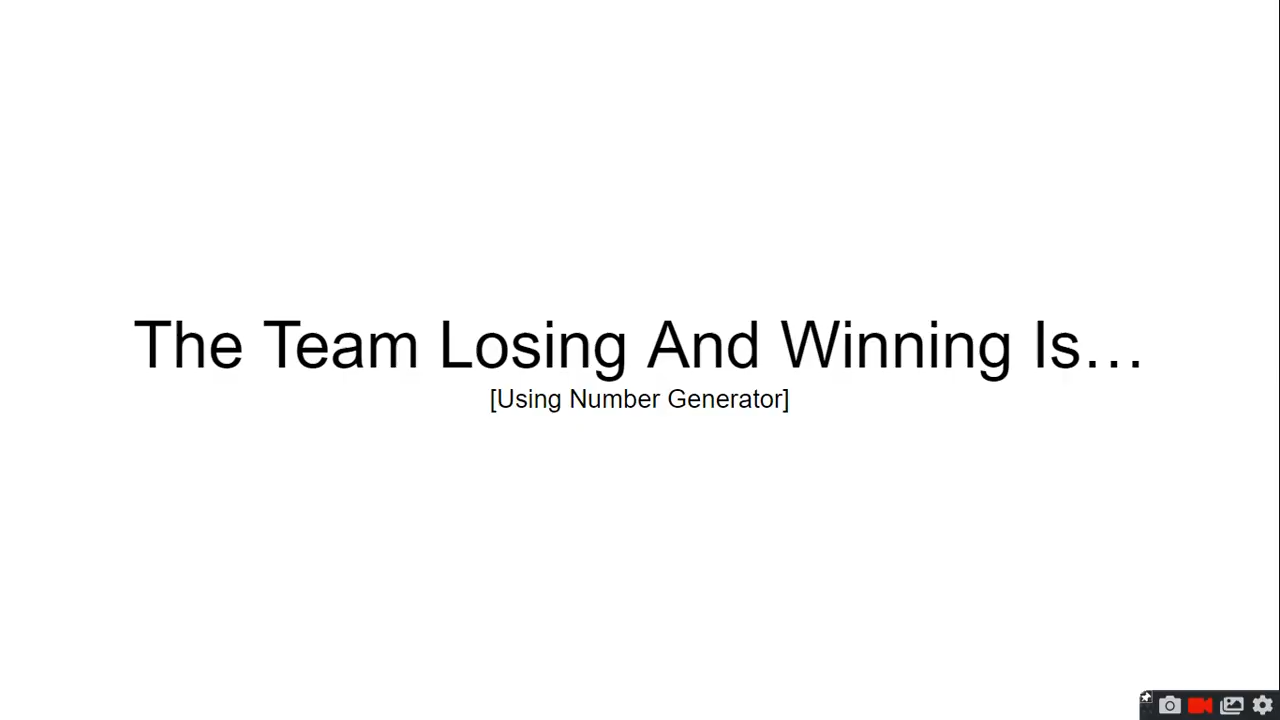 The Team Losing And Winning Is…
[Using Number Generator]